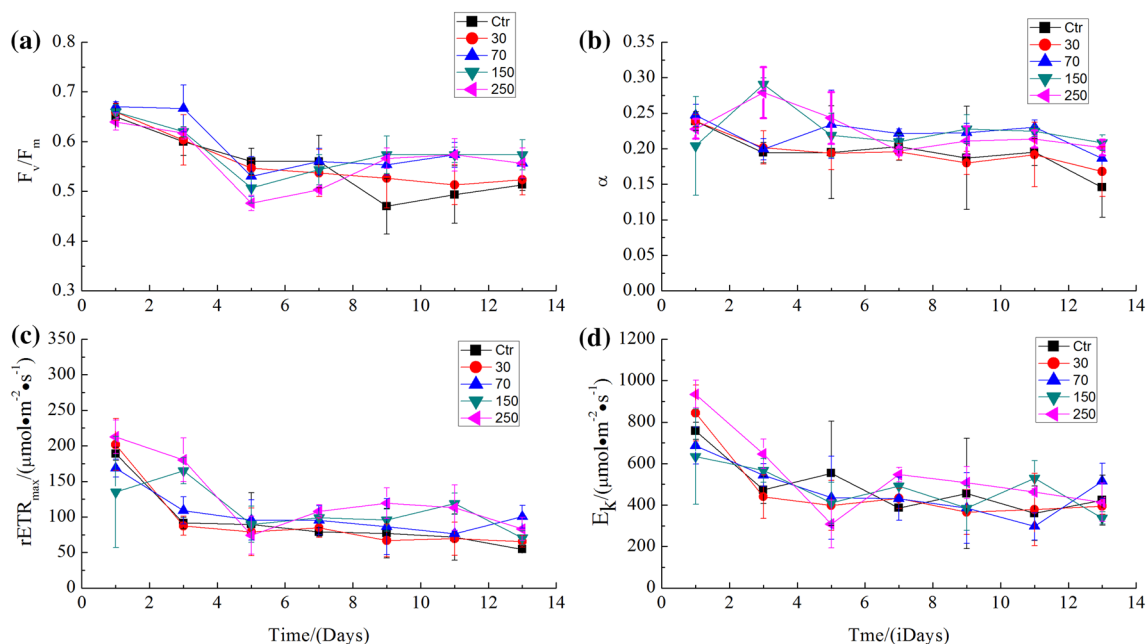 (a)
Ctr
30
70
150
250
0.8
0.7
0.6
0.5
0.4
0.3
Fv/Fm
0 2 4 6 8 10 12 14
(b)
Ctr
30
70
150
250
0.35
0.30
0.25
0.20
0.15
0.10
0.05
0.00
α
0 2 4 6 8 10 12 14
(c)
Ctr
30
70
150
250
350
300
250
200
150
100
50
0
rETRmax/(μmol•m-2•s-1)
0 2 4 6 8 10 12 14
Time/(Days)
(d)
Ctr
30
70
150
250
1200
1000
800
600
400
200
0
Ek/(μmol•m-2•s-1)
0 2 4 6 8 10 12 14
Tme/(iDays)